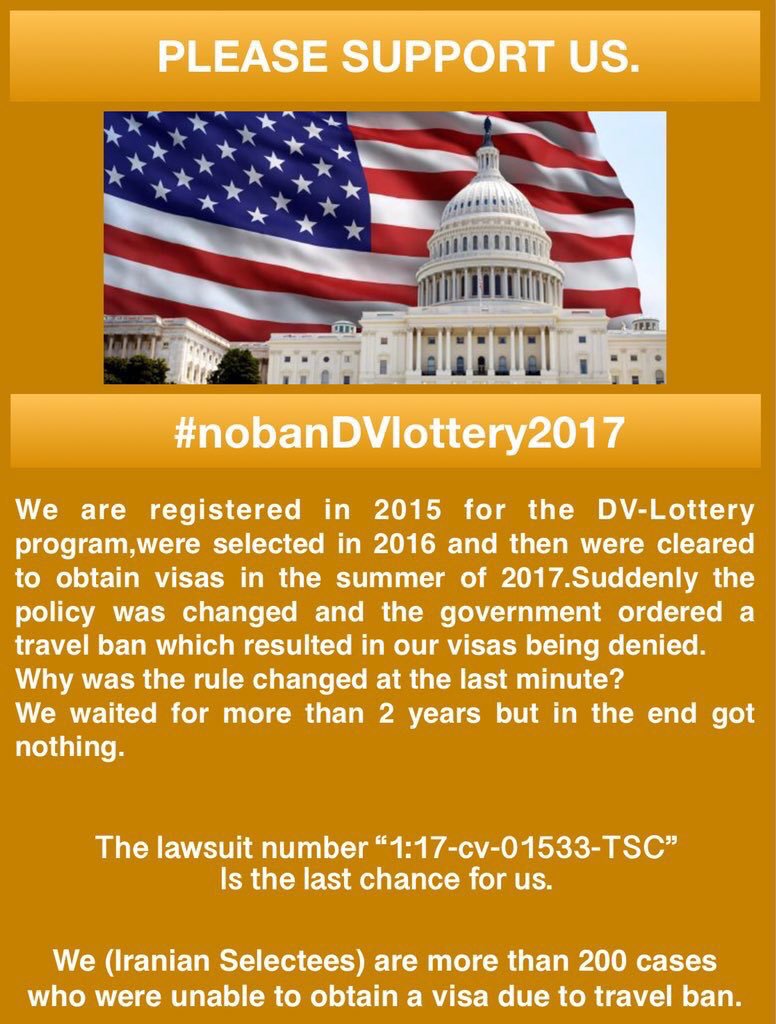 PLEASE SUPPORT US.
#nobanDVlottery2017
We are registered in 2015 for the DV-Lottery
program,were selected in 2016 and then were cleared
to obtain visas in the summer of 2017.Suddenly the
policy was changed and the government ordered a
travel ban which resulted in our visas being denied.
Why was the rule changed at the last minute?
We waited for more than 2 years but in the end got
nothing.
The lawsuit number “1:17-cv-01533-TSC”
Is the last chance for us.
We (Iranian Selectees) are more than 200 cases
who were unable to obtain a visa due to travel ban.